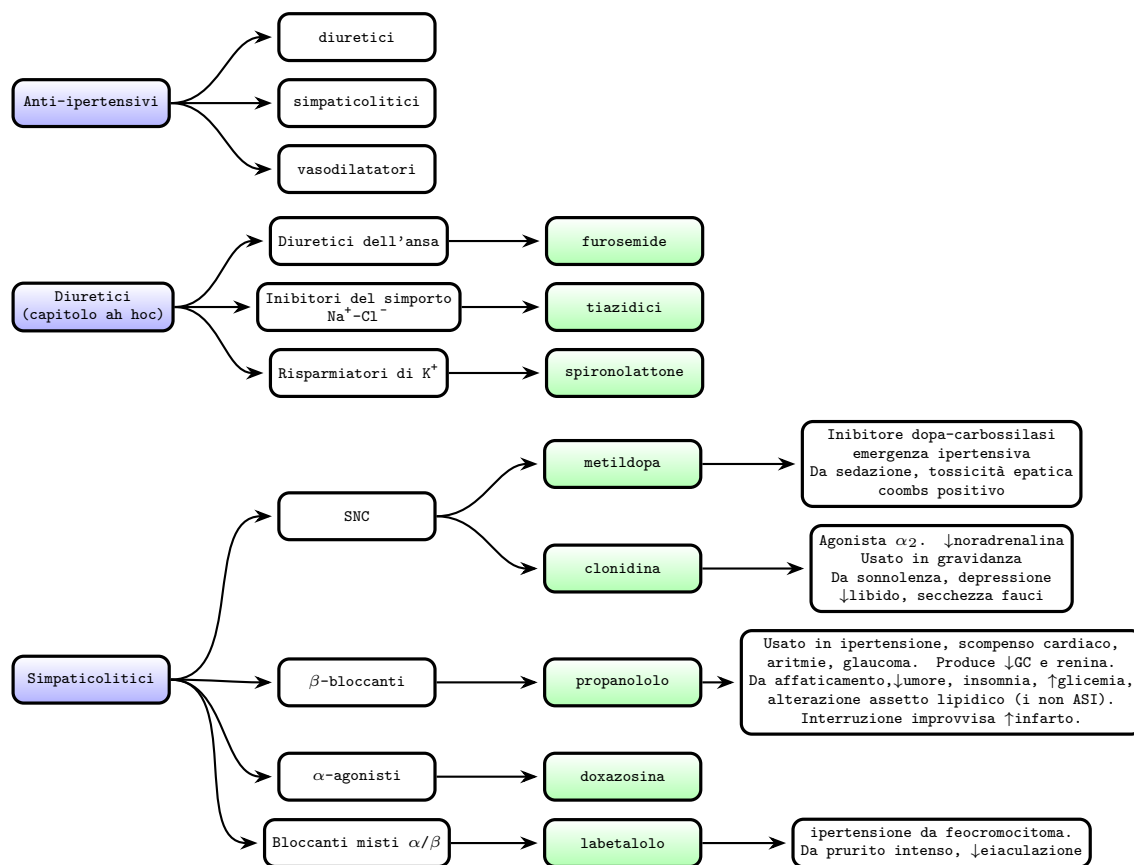 diuretici
Anti-ipertensivi
simpaticolitici
vasodilatatori
Diuretici dell'ansa
furosemide
Diuretici
(capitolo ah hoc)
Inibitori del simporto
Na⁺-Cl⁻
tiazidici
Risparmiatori di K⁺
spironolattone
SNC
metildopa
Inibitore dopa-carbossilasi
emergenza ipertensiva
Da sedazione, tossicità epatica
coombs positivo
clonidina
Agonista α2. ↓noradrenalina
Usato in gravidanza
Da sonnolenza, depressione
↓libido, secchezza fauci
Simpaticolitici
β-bloccanti
propanololo
Usato in ipertensione, scompenso cardiaco,
aritmie, glaucoma. Produce ↓GC e renina.
Da affaticamento,↓umore, insomnia, ↑glicemia,
alterazione assetto lipidico (i non ASI).
Interruzione improvvisa ↑infarto.
α-agonisti
doxazosina
Bloccanti misti α/β
labetalolo
ipertensione da feocromocitoma.
Da prurito intenso, ↓eiaculazione